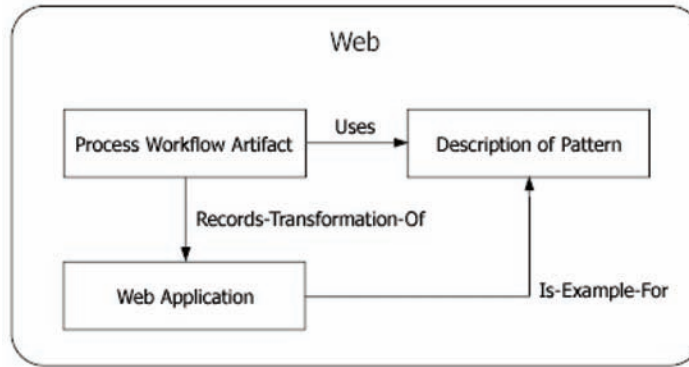 Web
Process Workflow Artifact
Uses
Description of Pattern
Records-Transformation-Of
Web Application
Is-Example-For